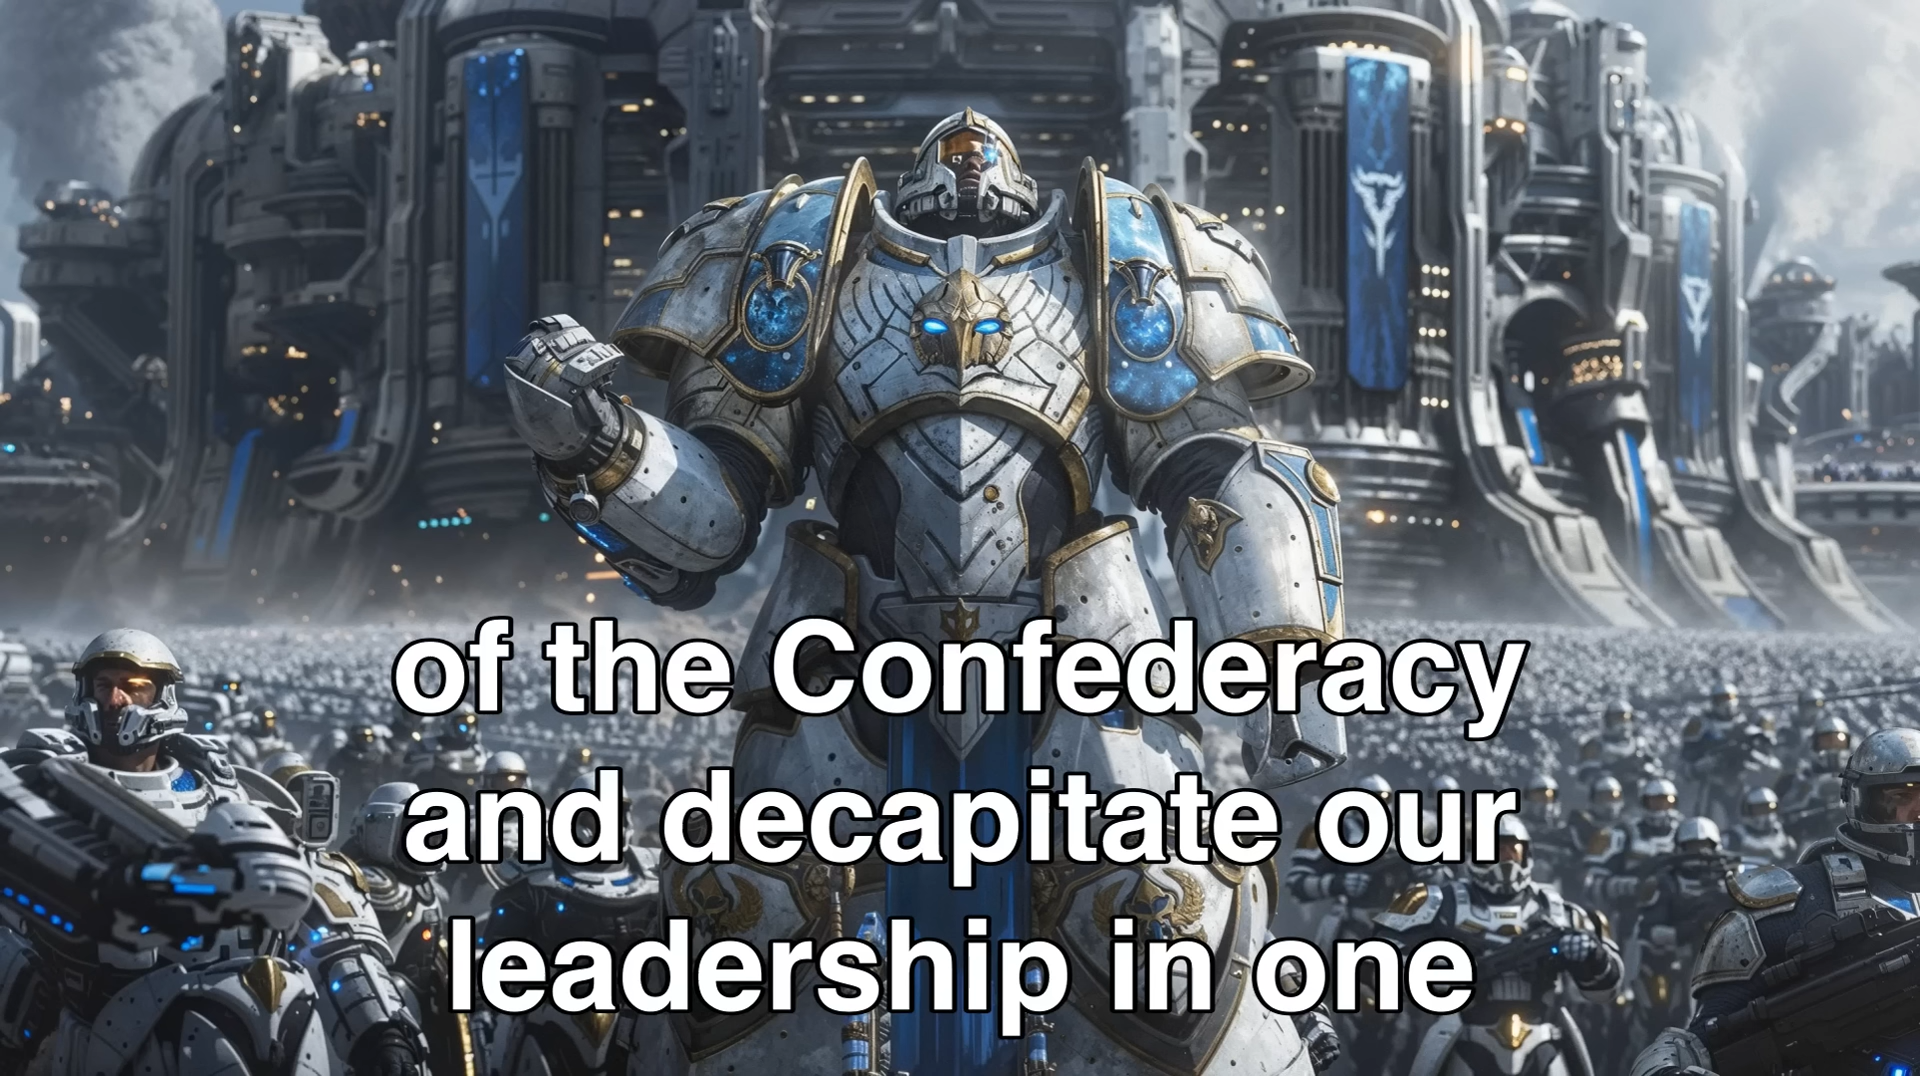 of the Confederacy
and decapitate our
leadership in one